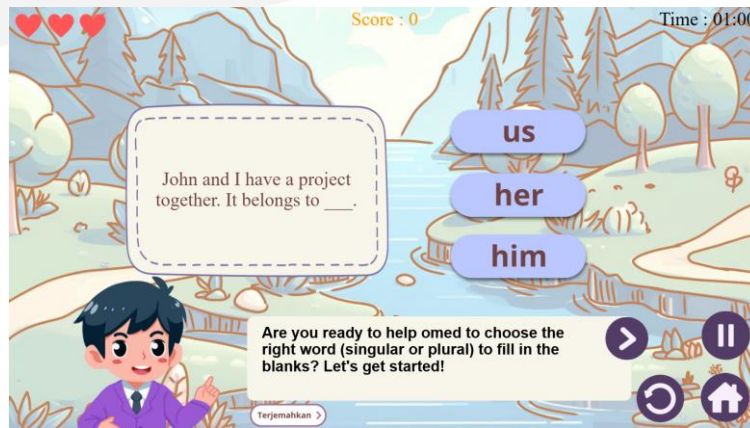 Score : 0
Time : 01:00
John and I have a project
together. It belongs to ___.
us
her
him
Are you ready to help omed to choose the
right word (singular or plural) to fill in the
blanks? Let's get started!
Terjemahkan